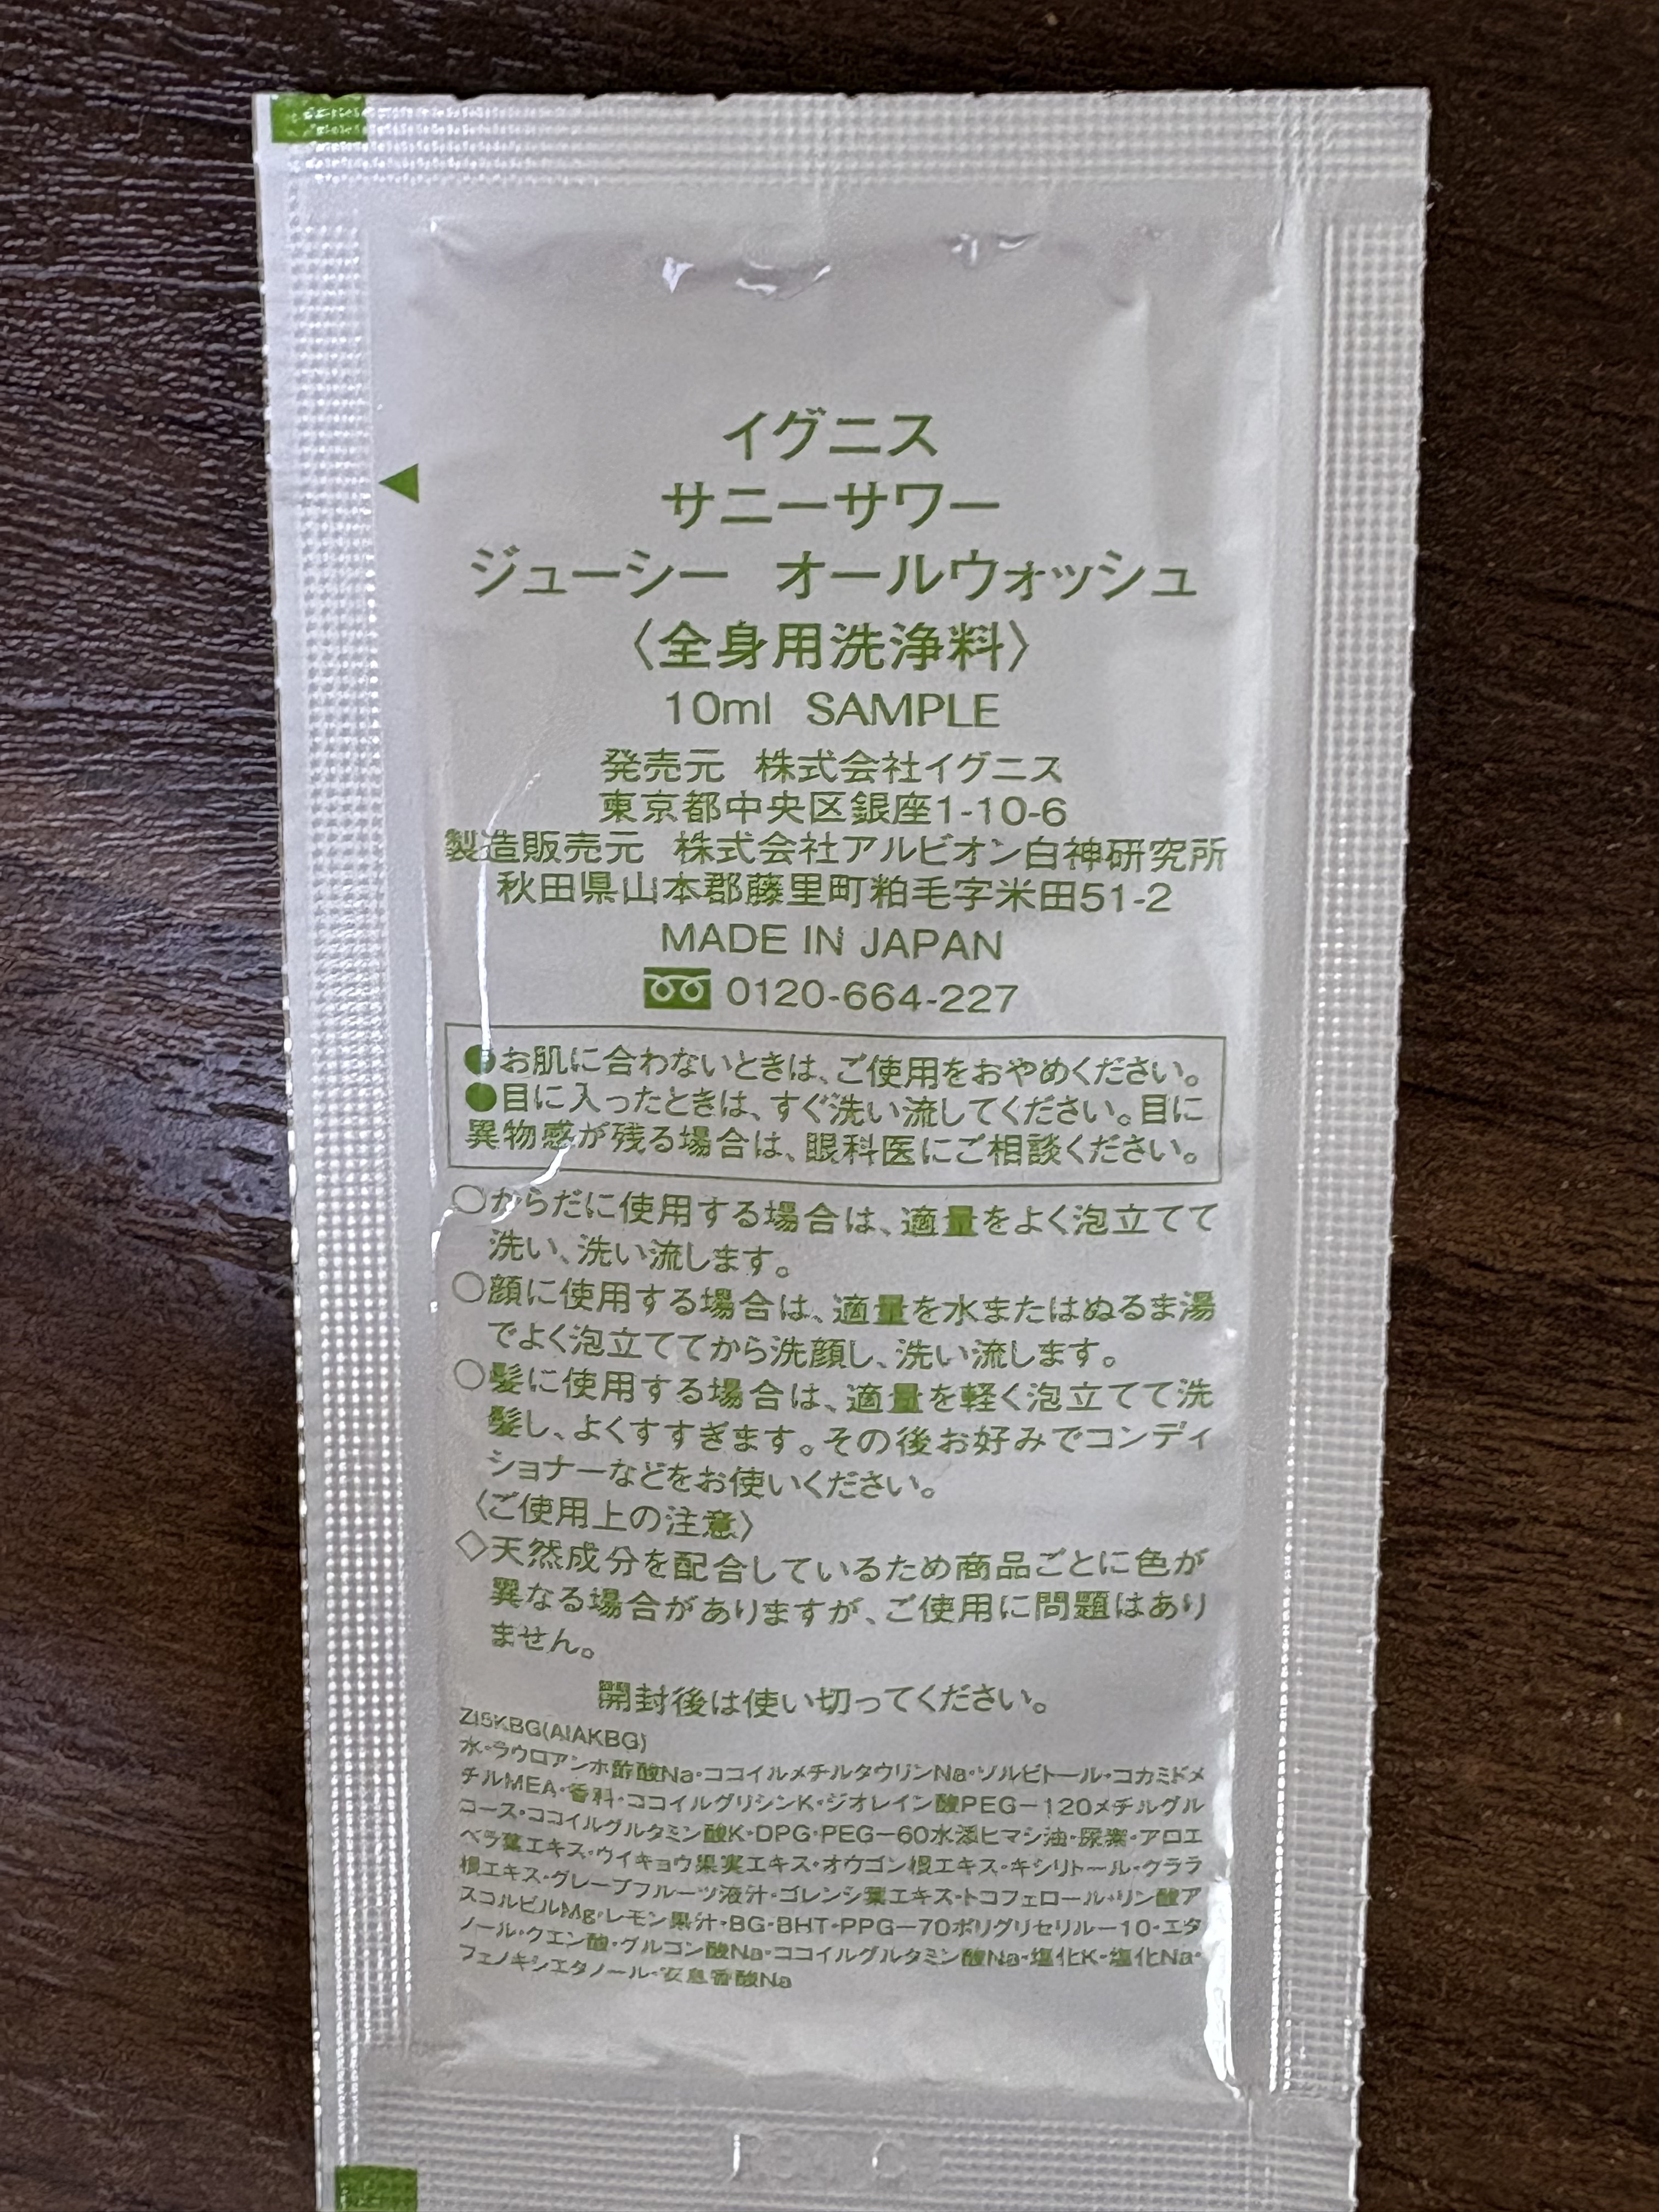 イグニス
サニーサワー
ジューシー オールウォッシュ
〈全身用洗浄料〉
10ml SAMPLE
発売元 株式会社イグニス
東京都中央区銀座1-10-6
製造販売元 株式会社アルビオン白神研究所
秋田県山本郡藤里町粕毛字米田51-2
MADE IN JAPAN
0120-664-227
●お肌に合わないときは、ご使用をおやめください。
●目に入ったときは、すぐ洗い流してください。目に
異物感が残る場合は、眼科医にご相談ください。
○からだに使用する場合は、適量をよく泡立てて
洗い、洗い流します。
○顔に使用する場合は、適量を水またはぬるま湯
でよく泡立ててから洗顔し、洗い流します。
○髪に使用する場合は、適量を軽く泡立てて洗
髪し、よくすすぎます。その後お好みでコンディ
ショナーなどをお使いください。
〈ご使用上の注意〉
◇天然成分を配合しているため商品ごとに色が
異なる場合がありますが、ご使用に問題はあり
ません。
開封後は使い切ってください。
ZI5KBG(AIAKBG)
水・ラウロアンホ酢酸Na・ココイルメチルタウリンNa・ソルビトール・コカミドメ
チルMEA・香料・ココイルグリシンK・ジオレイン酸PEG-120メチルグル
コース・ココイルグルタミン酸K・DPG・PEG-60水添ヒマシ油・尿素・アロエ
ベラ葉エキス・ウイキョウ果実エキス・オウゴン根エキス・キシリトール・クララ
根エキス・グレープフルーツ液汁・ゴレンシ葉エキス・トコフェロール・リン酸ア
スコルビルMg・レモン果汁・BG・BHT・PPG-70ポリグリセリル-10・エタ
ノール・クエン酸・グルコン酸Na・ココイルグルタミン酸Na・塩化K・塩化Na・
フェノキシエタノール・安息香酸Na